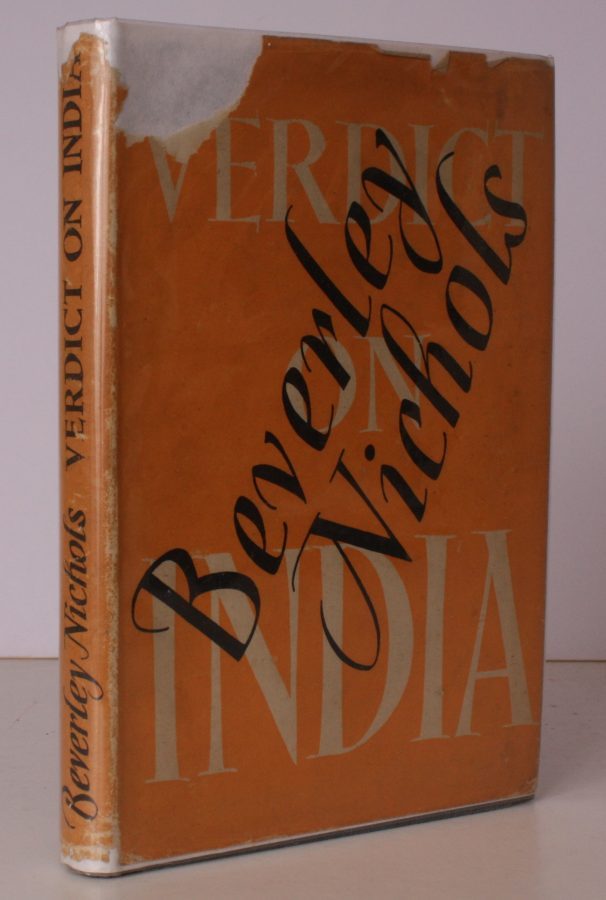 VERDICT
ON
INDIA
Beverley
Nichols
Beverley Nichols VERDICT ON INDIA